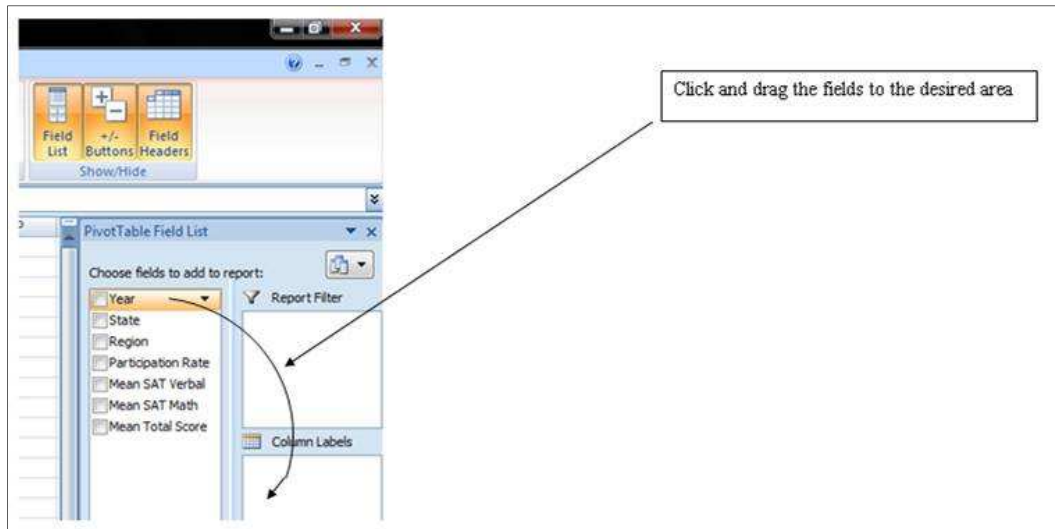 Click and drag the fields to the desired area
Field List
+/- Buttons
Field Headers
Show/Hide
PivotTable Field List
Choose fields to add to report:
Year
State
Region
Participation Rate
Mean SAT Verbal
Mean SAT Math
Mean Total Score
Report Filter
Column Labels